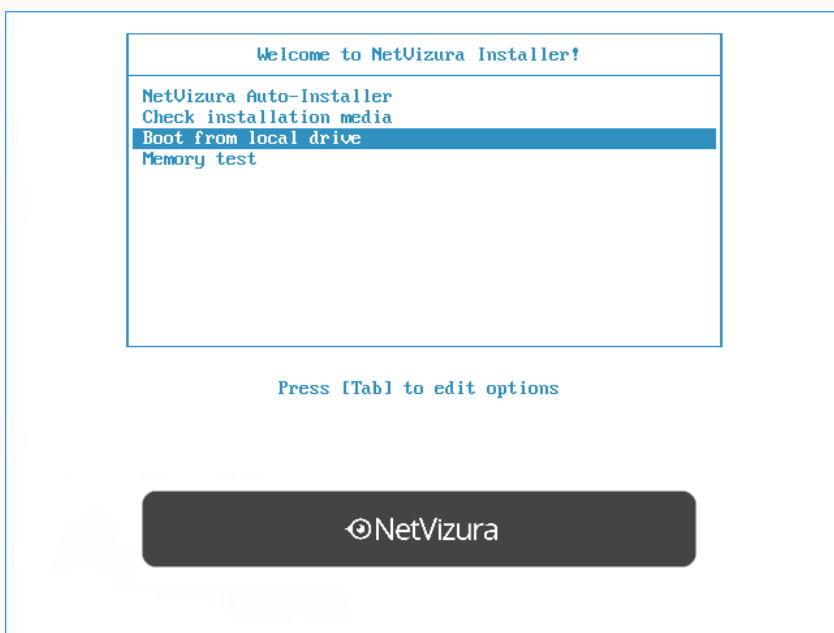 Welcome to NetVizura Installer!
NetVizura Auto-Installer
Check installation media
Boot from local drive
Memory test
Press [Tab] to edit options
NetVizura